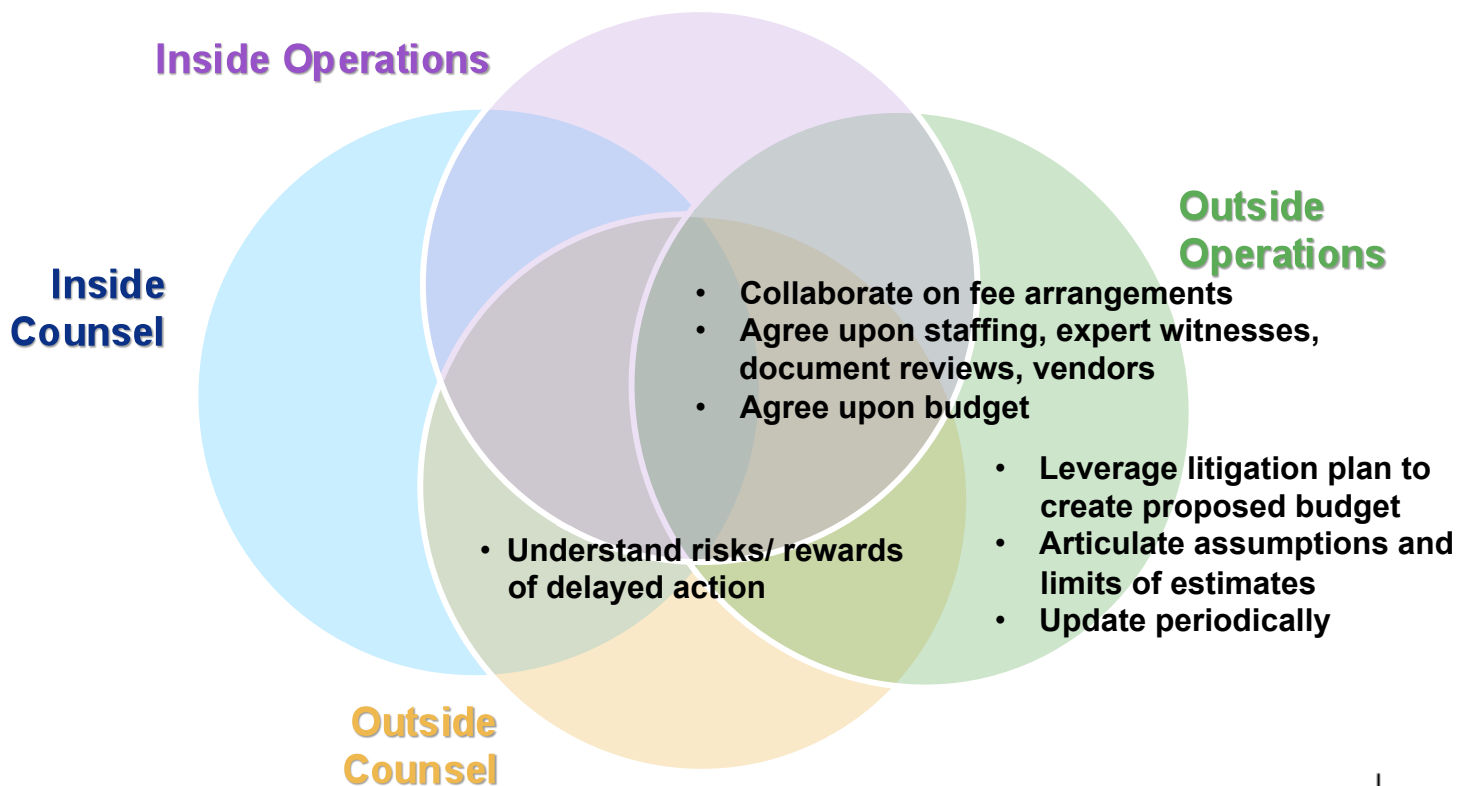 Inside Operations
Outside
Operations
Inside
Counsel
• Collaborate on fee arrangements
• Agree upon staffing, expert witnesses,
document reviews, vendors
• Agree upon budget
• Leverage litigation plan to
create proposed budget
• Articulate assumptions and
limits of estimates
• Update periodically
• Understand risks/ rewards
of delayed action
Outside
Counsel